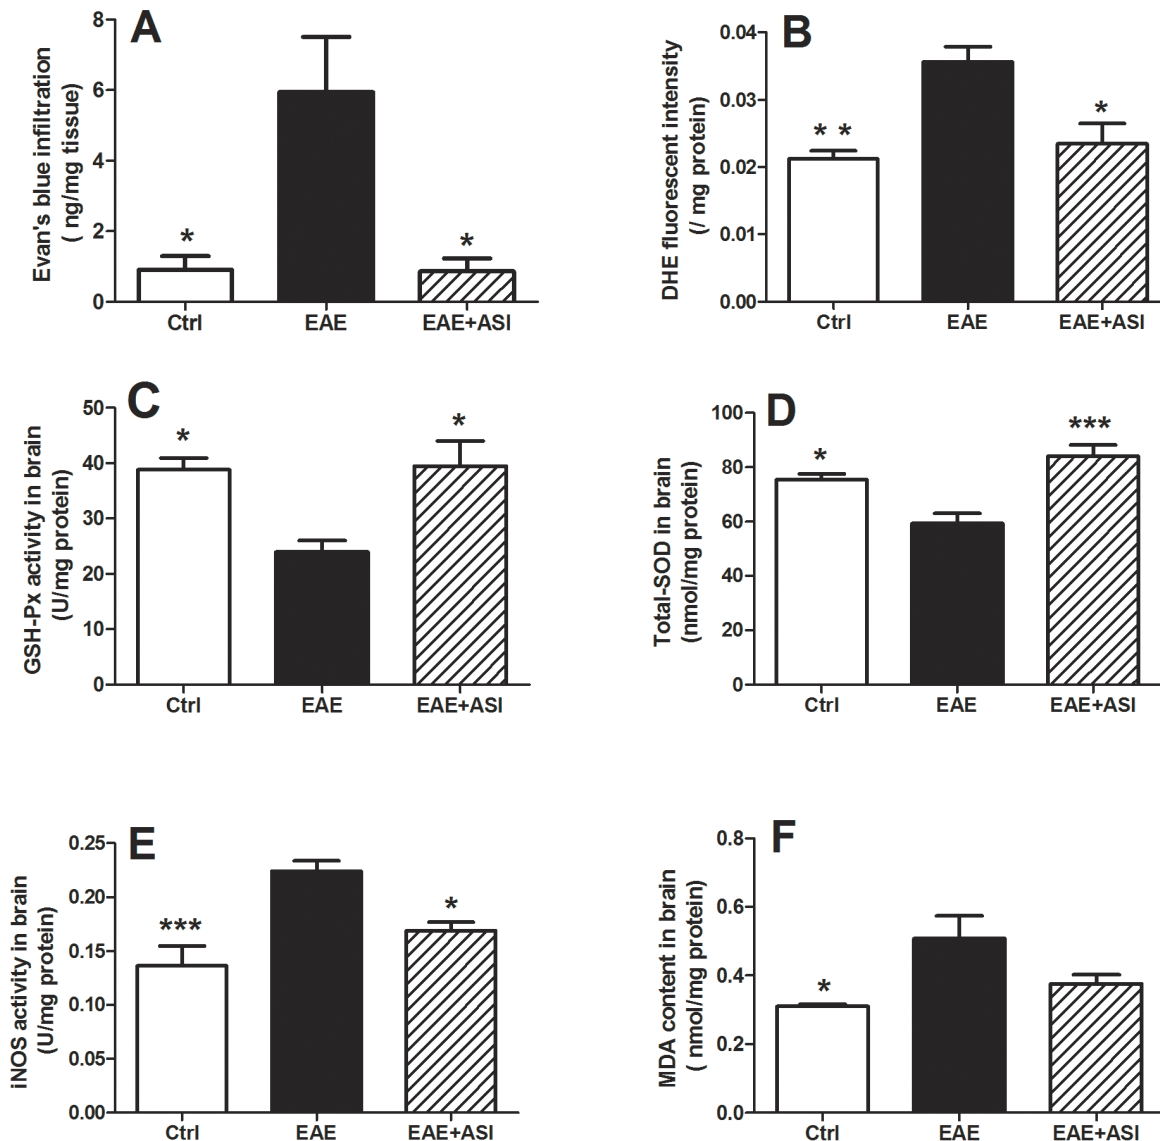 A
Evan's blue infiltration
( ng/mg tissue)
8
6
4
2
0
*
*
Ctrl
EAE
EAE+ASI
B
DHE fluorescent intensity
(/ mg protein)
0.04
0.03
0.02
0.01
0.00
* *
*
Ctrl
EAE
EAE+ASI
C
GSH-Px activity in brain
(U/mg protein)
50
40
30
20
10
0
*
*
Ctrl
EAE
EAE+ASI
D
Total-SOD in brain
(nmol/mg protein)
100
80
60
40
20
0
*
***
Ctrl
EAE
EAE+ASI
E
iNOS activity in brain
(U/mg protein)
0.25
0.20
0.15
0.10
0.05
0.00
***
*
Ctrl
EAE
EAE+ASI
F
MDA content in brain
( nmol/mg protein)
0.8
0.6
0.4
0.2
0.0
*
Ctrl
EAE
EAE+ASI